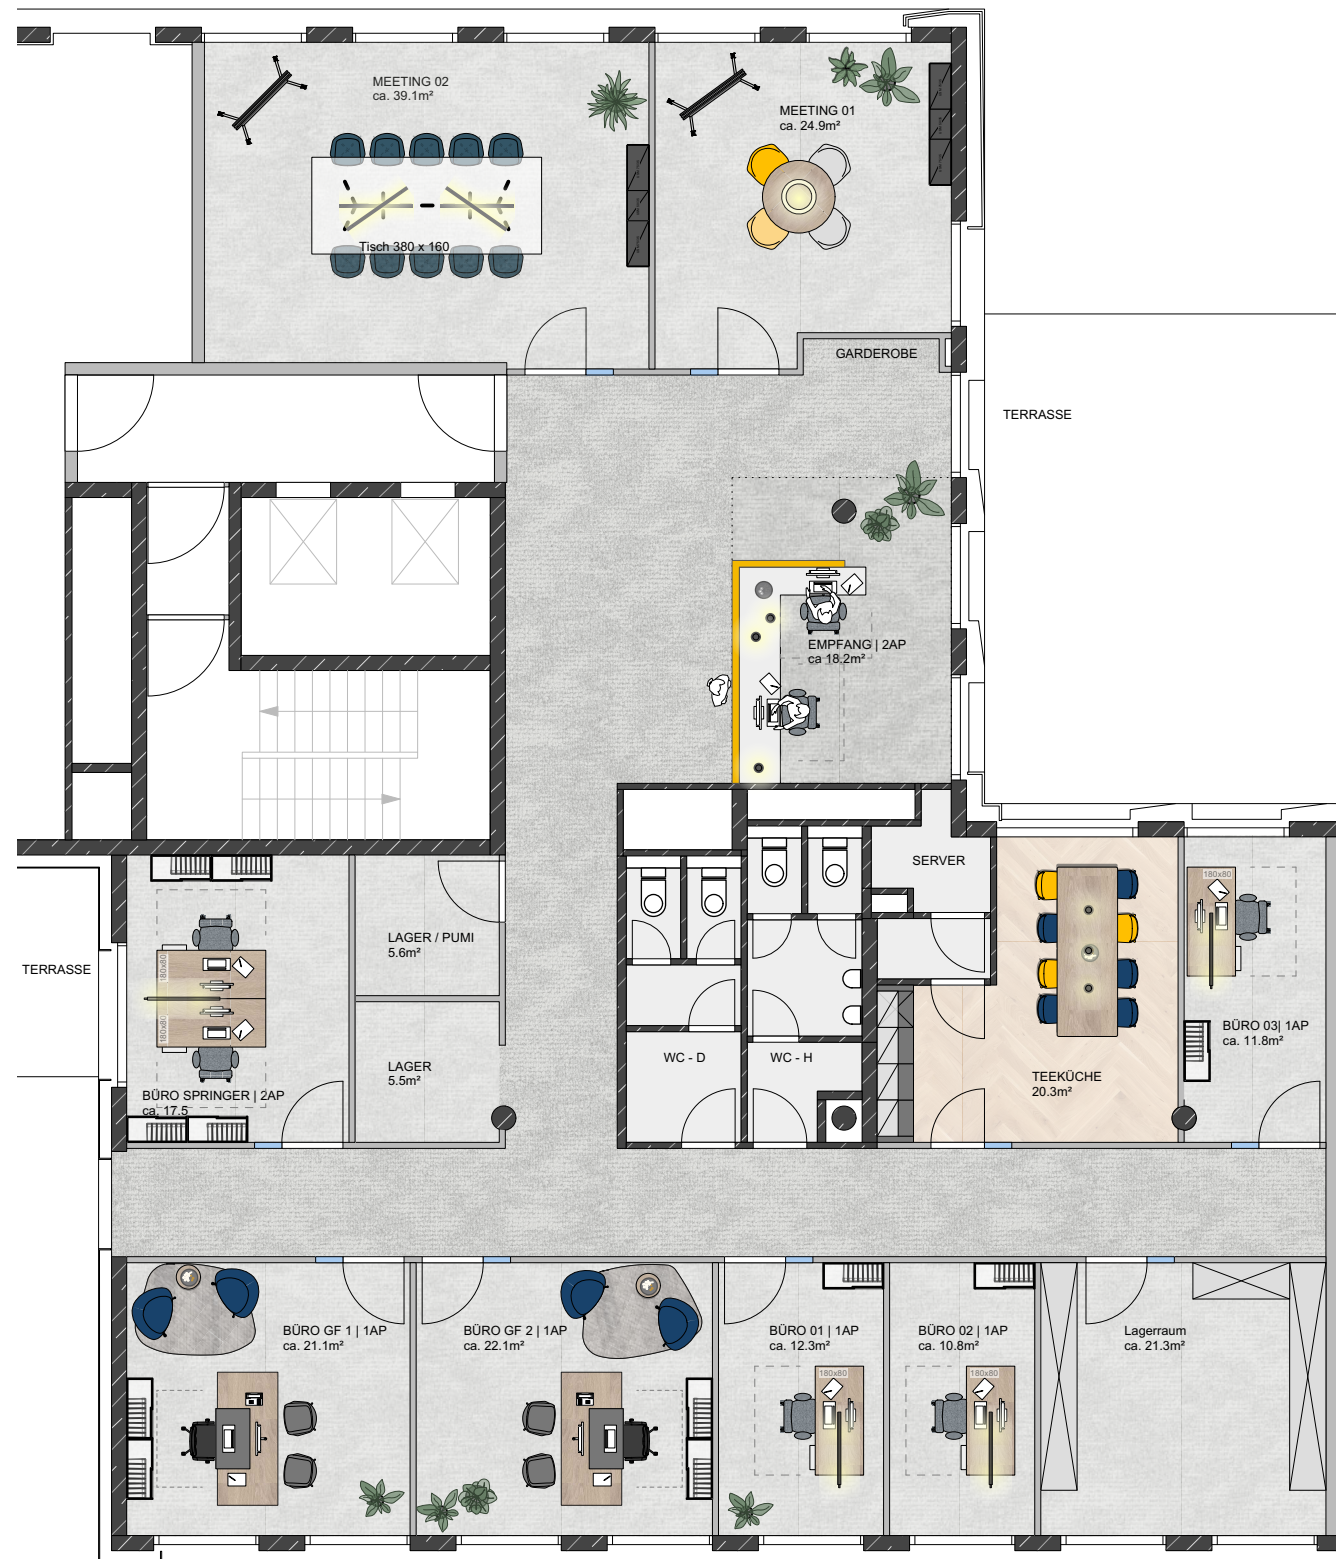 MEETING 02
ca. 39.1m²
MEETING 01
ca. 24.9m²
Tisch 380 x 160
GARDEROBE
TERRASSE
EMPFANG | 2AP
ca 18.2m²
SERVER
180x80
LAGER / PUMI
5.6m²
TERRASSE
180x80
180x80
BÜRO 03| 1AP
ca. 11.8m²
WC - D
WC - H
LAGER
5.5m²
TEEKÜCHE
20.3m²
BÜRO SPRINGER | 2AP
ca. 17.5
BÜRO GF 1 | 1AP
ca. 21.1m²
BÜRO GF 2 | 1AP
ca. 22.1m²
BÜRO 01 | 1AP
ca. 12.3m²
BÜRO 02 | 1AP
ca. 10.8m²
Lagerraum
ca. 21.3m²
180x80
180x80